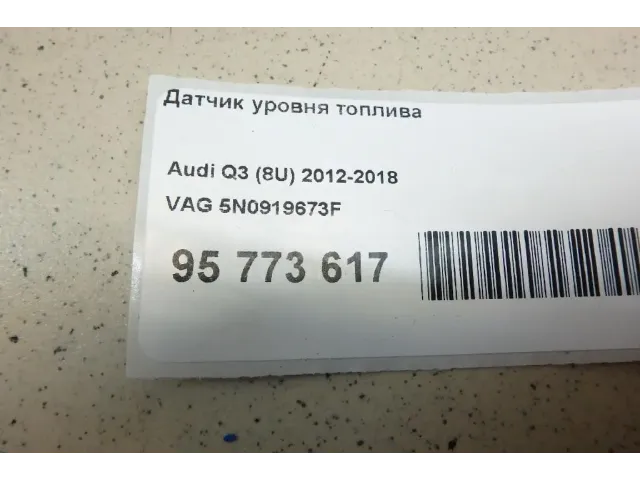 Датчик уровня топлива
Audi Q3 (8U) 2012-2018
VAG 5N0919673F
95 773 617